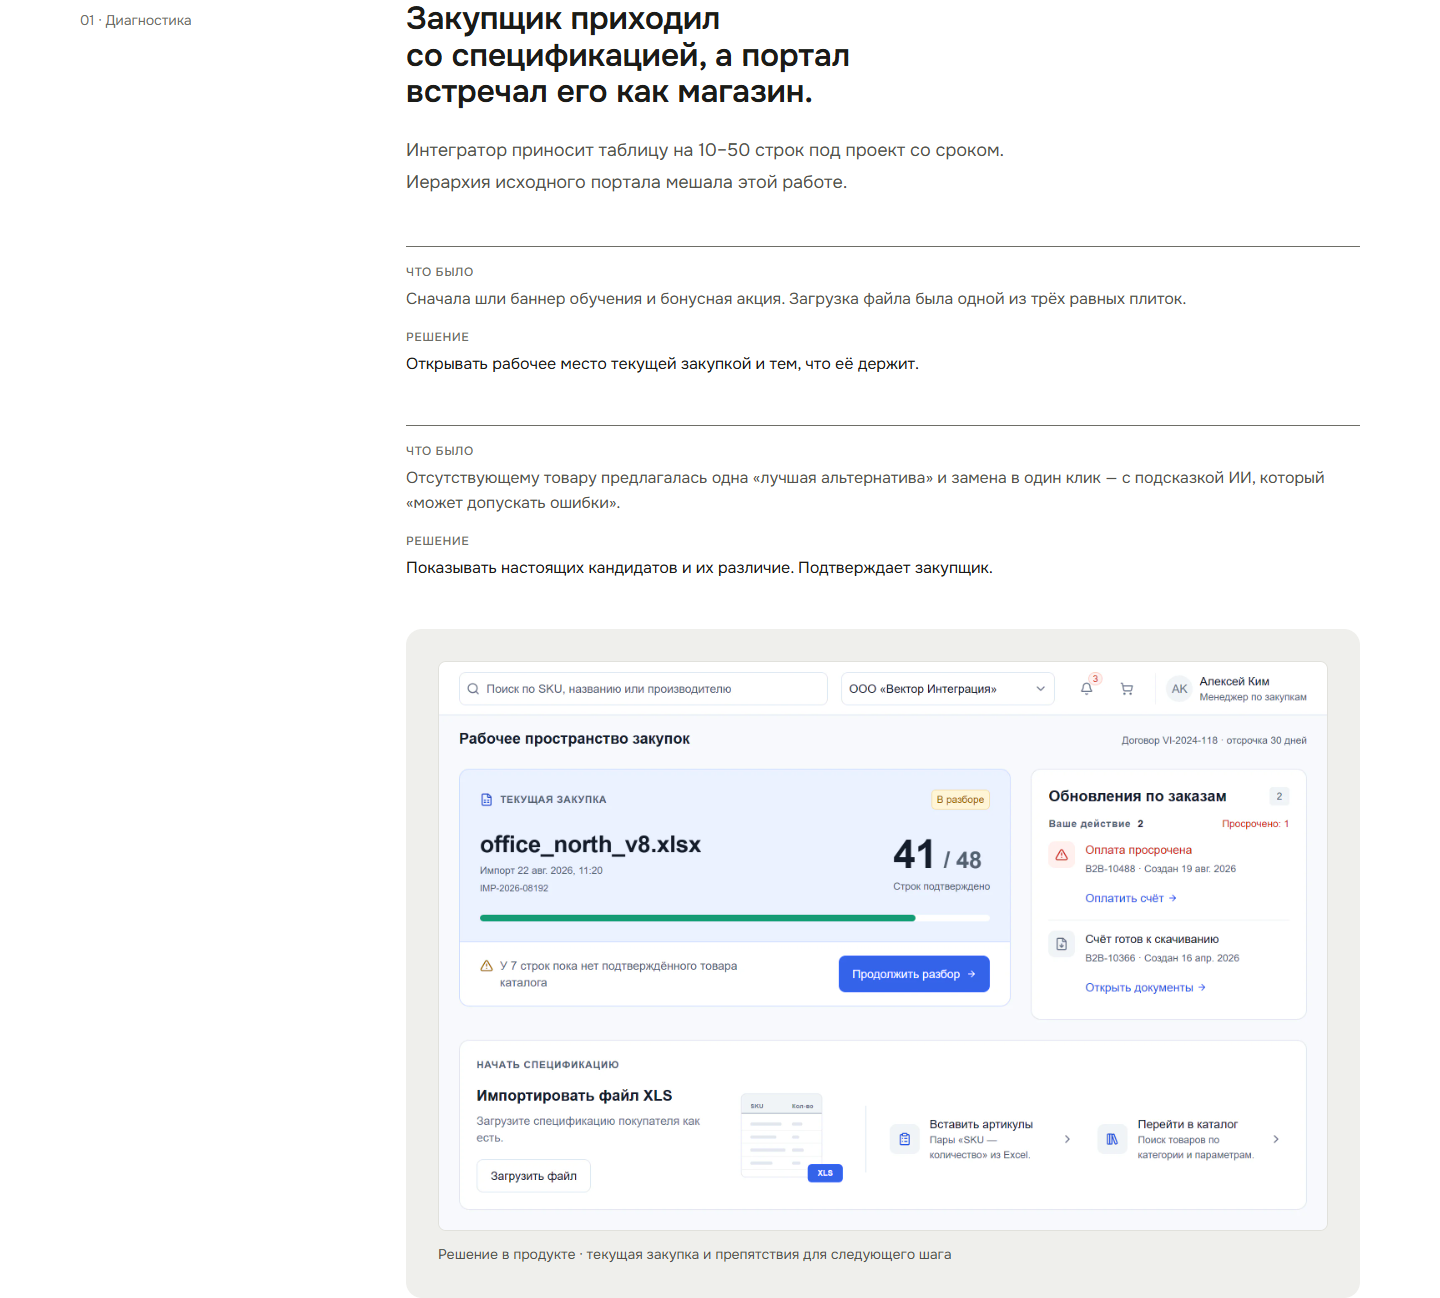 01 · Диагностика
Закупщик приходил
со спецификацией, а портал
встречал его как магазин.
Интегратор приносит таблицу на 10–50 строк под проект со сроком.
Иерархия исходного портала мешала этой работе.
ЧТО БЫЛО
Сначала шли баннер обучения и бонусная акция. Загрузка файла была одной из трёх равных плиток.
РЕШЕНИЕ
Открывать рабочее место текущей закупкой и тем, что её держит.
ЧТО БЫЛО
Отсутствующему товару предлагалась одна «лучшая альтернатива» и замена в один клик — с подсказкой ИИ, который
«может допускать ошибки».
РЕШЕНИЕ
Показывать настоящих кандидатов и их различие. Подтверждает закупщик.
Поиск по SKU, названию или производителю
ООО «Вектор Интеграция»
3
АК
Алексей Ким
Менеджер по закупкам
Рабочее пространство закупок
Договор VI-2024-118 · отсрочка 30 дней
ТЕКУЩАЯ ЗАКУПКА
В разборе
office_north_v8.xlsx
Импорт 22 авг. 2026, 11:20
IMP-2026-08192
41 / 48
Строк подтверждено
У 7 строк пока нет подтверждённого товара
каталога
Продолжить разбор →
Обновления по заказам
2
Ваше действие 2
Просрочено: 1
Оплата просрочена
B2B-10488 · Создан 19 авг. 2026
Оплатить счёт →
Счёт готов к скачиванию
B2B-10366 · Создан 16 апр. 2026
Открыть документы →
НАЧАТЬ СПЕЦИФИКАЦИЮ
Импортировать файл XLS
Загрузите спецификацию покупателя как
есть.
Загрузить файл
SKU Кол-во
XLS
Вставить артикулы
Пары «SKU —
количество» из Excel.
Перейти в каталог
Поиск товаров по
категории и параметрам.
Решение в продукте · текущая закупка и препятствия для следующего шага